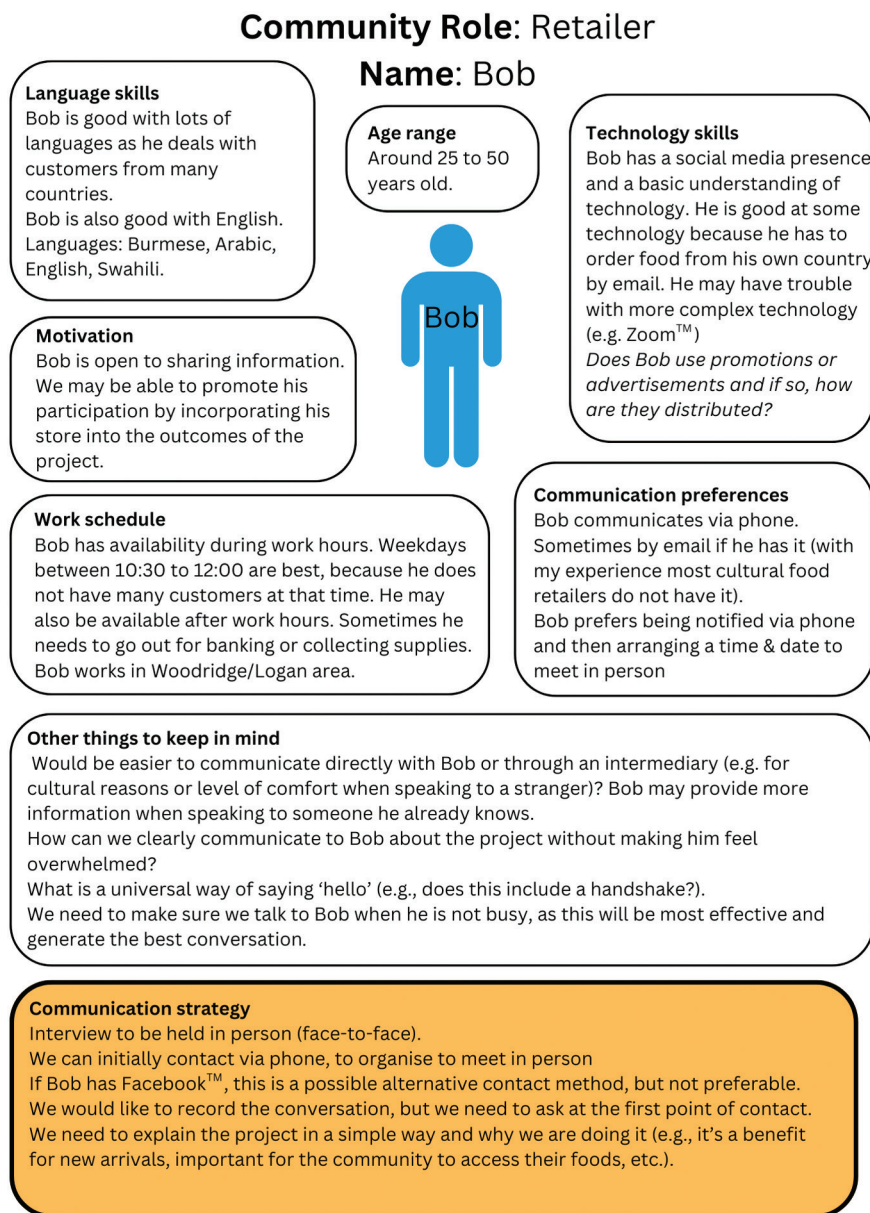 Community Role: Retailer
Name: Bob
Language skills
Bob is good with lots of
languages as he deals with
customers from many
countries.
Bob is also good with English.
Languages: Burmese, Arabic,
English, Swahili.
Age range
Around 25 to 50
years old.
Technology skills
Bob has a social media presence
and a basic understanding of
technology. He is good at some
technology because he has to
order food from his own country
by email. He may have trouble
with more complex technology
(e.g. Zoom™)
Does Bob use promotions or
advertisements and if so, how
are they distributed?
Bob
Motivation
Bob is open to sharing information.
We may be able to promote his
participation by incorporating his
store into the outcomes of the
project.
Work schedule
Bob has availability during work hours. Weekdays
between 10:30 to 12:00 are best, because he does
not have many customers at that time. He may
also be available after work hours. Sometimes he
needs to go out for banking or collecting supplies.
Bob works in Woodridge/Logan area.
Communication preferences
Bob communicates via phone.
Sometimes by email if he has it (with
my experience most cultural food
retailers do not have it).
Bob prefers being notified via phone
and then arranging a time & date to
meet in person
Other things to keep in mind
Would be easier to communicate directly with Bob or through an intermediary (e.g. for
cultural reasons or level of comfort when speaking to a stranger)? Bob may provide more
information when speaking to someone he already knows.
How can we clearly communicate to Bob about the project without making him feel
overwhelmed?
What is a universal way of saying ‘hello’ (e.g., does this include a handshake?).
We need to make sure we talk to Bob when he is not busy, as this will be most effective and
generate the best conversation.
Communication strategy
Interview to be held in person (face-to-face).
We can initially contact via phone, to organise to meet in person
If Bob has Facebook™, this is a possible alternative contact method, but not preferable.
We would like to record the conversation, but we need to ask at the first point of contact.
We need to explain the project in a simple way and why we are doing it (e.g., it’s a benefit
for new arrivals, important for the community to access their foods, etc.).